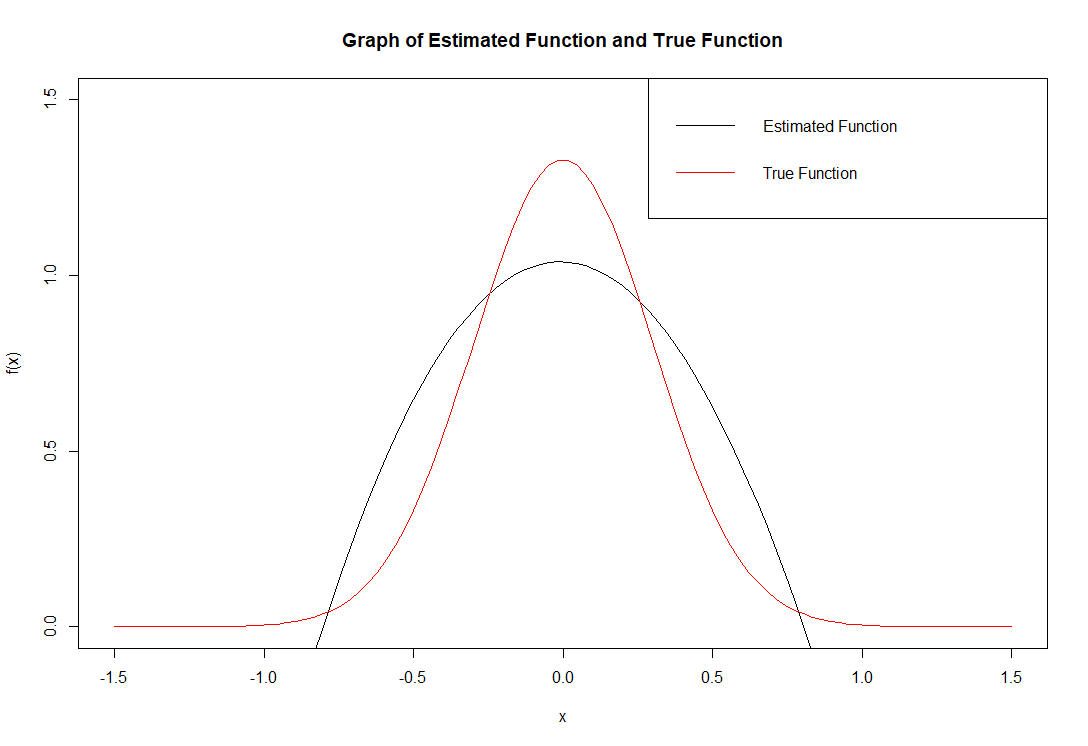 Graph of Estimated Function and True Function
1.5
Estimated Function
True Function
1.0
f(x)
0.5
0.0
-1.5 -1.0 -0.5 0.0 0.5 1.0 1.5
x